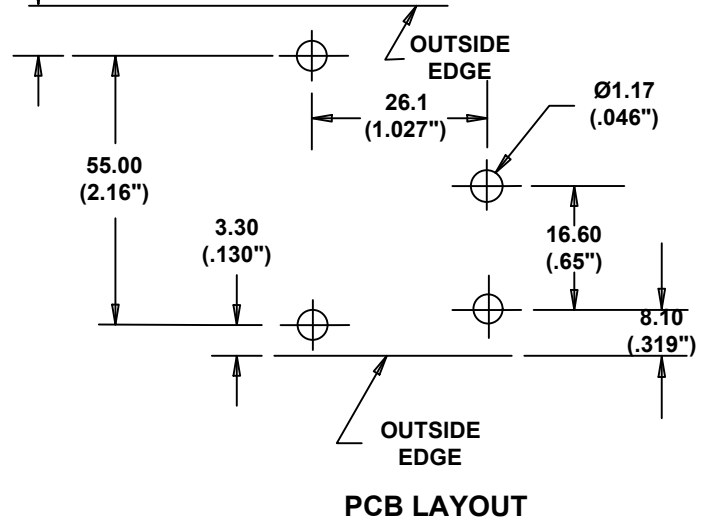 OUTSIDE
EDGE
26.1
(1.027")
Ø1.17
(.046")
55.00
(2.16")
3.30
(.130")
16.60
(.65")
8.10
(.319")
OUTSIDE
EDGE
PCB LAYOUT